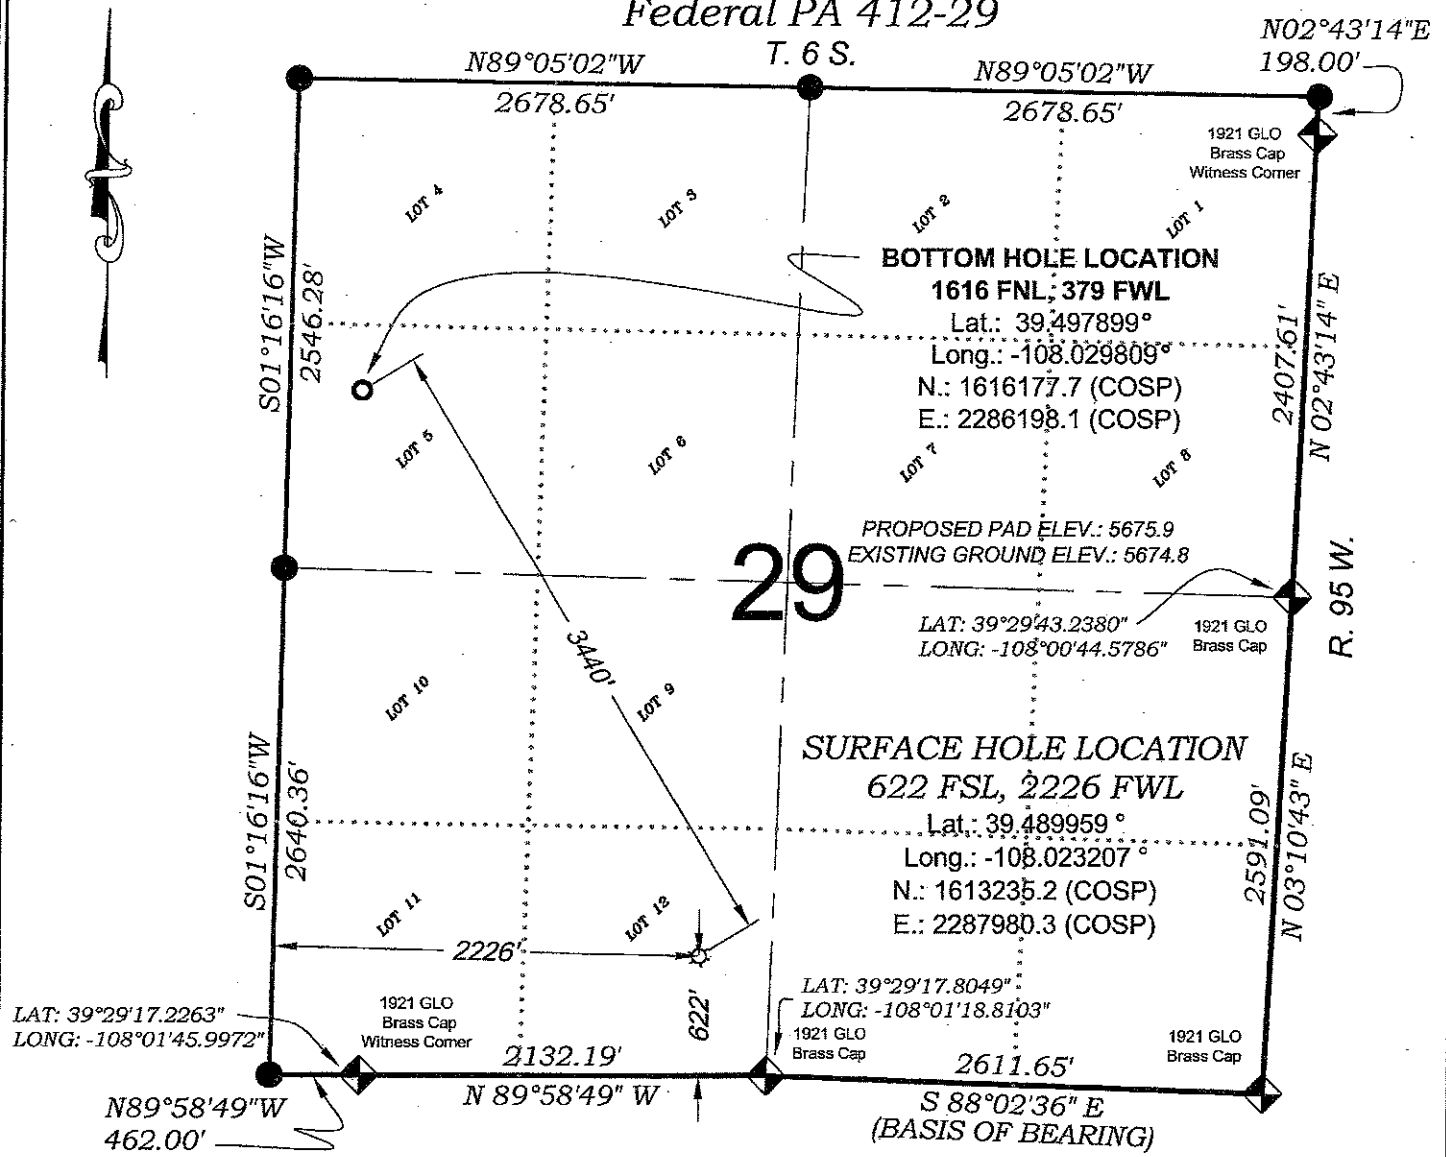 Federal PA 412-29
T. 6 S.
N02°43'14"E
198.00'
N89°05'02"W
2678.65'
N89°05'02"W
2678.65'
1921 GLO
Brass Cap
Witness Corner
LOT 4
LOT 3
LOT 2
LOT 1
S01°16'16"W
2546.28'
BOTTOM HOLE LOCATION
1616 FNL, 379 FWL
Lat.: 39.497899°
Long.: -108.029809°
N.: 1616177.7 (COSP)
E.: 2286198.1 (COSP)
2407.61'
N 02°43'14" E
LOT 5
LOT 6
LOT 7
LOT 8
PROPOSED PAD ELEV.: 5675.9
EXISTING GROUND ELEV.: 5674.8
29
R. 95 W.
LAT: 39°29'43.2380"
LONG: -108°00'44.5786"
1921 GLO
Brass Cap
3440'
LOT 10
LOT 9
S01°16'16"W
2640.36'
SURFACE HOLE LOCATION
622 FSL, 2226 FWL
Lat.: 39.489959 °
Long.: -108.023207 °
N.: 1613235.2 (COSP)
E.: 2287980.3 (COSP)
2591.09'
N 03°10'43" E
LOT 11
LOT 12
2226'
622'
LAT: 39°29'17.2263"
LONG: -108°01'45.9972"
1921 GLO
Brass Cap
Witness Corner
LAT: 39°29'17.8049"
LONG: -108°01'18.8103"
1921 GLO
Brass Cap
1921 GLO
Brass Cap
2132.19'
N 89°58'49" W
2611.65'
S 88°02'36" E
(BASIS OF BEARING)
N89°58'49"W
462.00'